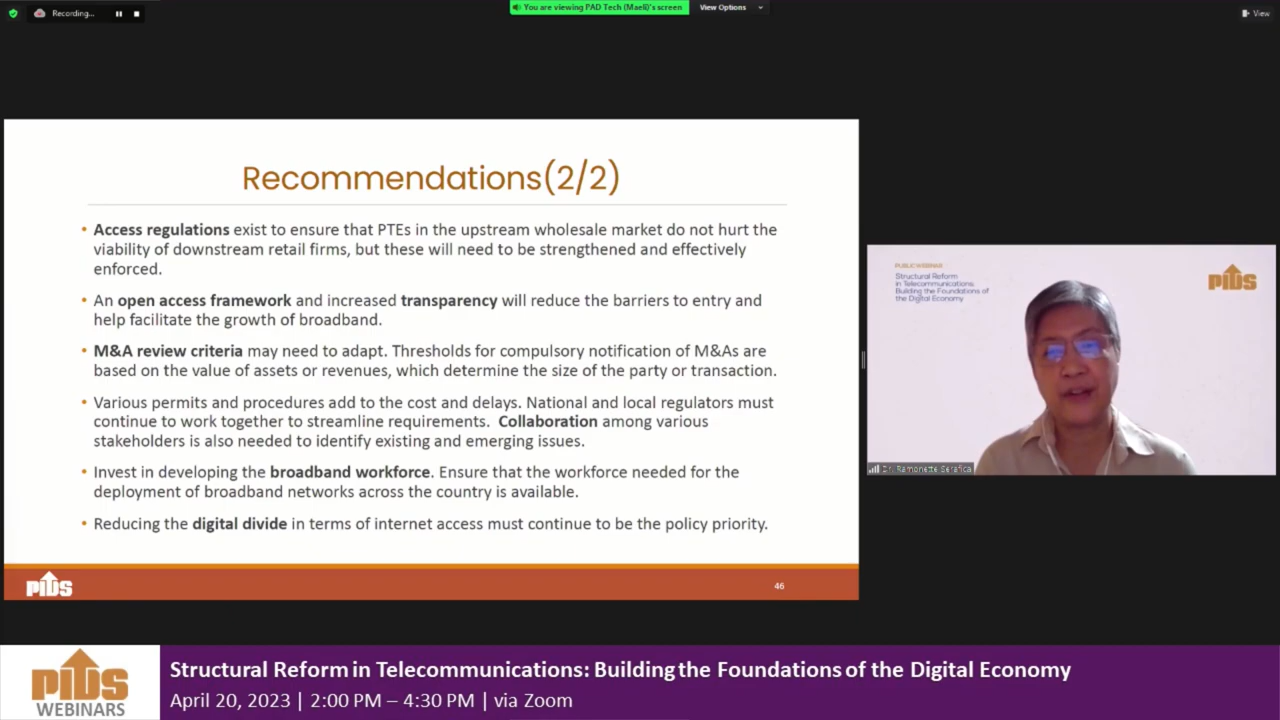 Recording...
You are viewing PAD Tech (Maeli)'s screen
View Options
View
Recommendations(2/2)
• Access regulations exist to ensure that PTEs in the upstream wholesale market do not hurt the
viability of downstream retail firms, but these will need to be strengthened and effectively
enforced.
• An open access framework and increased transparency will reduce the barriers to entry and
help facilitate the growth of broadband.
• M&A review criteria may need to adapt. Thresholds for compulsory notification of M&As are
based on the value of assets or revenues, which determine the size of the party or transaction.
• Various permits and procedures add to the cost and delays. National and local regulators must
continue to work together to streamline requirements. Collaboration among various
stakeholders is also needed to identify existing and emerging issues.
• Invest in developing the broadband workforce. Ensure that the workforce needed for the
deployment of broadband networks across the country is available.
• Reducing the digital divide in terms of internet access must continue to be the policy priority.
PIDS
46
PUBLIC WEBINAR
Structural Reform
in Telecommunications:
Building the Foundations of
the Digital Economy
PIDS
Dr. Ramonette Serafica
PIDS
WEBINARS
Structural Reform in Telecommunications: Building the Foundations of the Digital Economy
April 20, 2023 | 2:00 PM – 4:30 PM | via Zoom